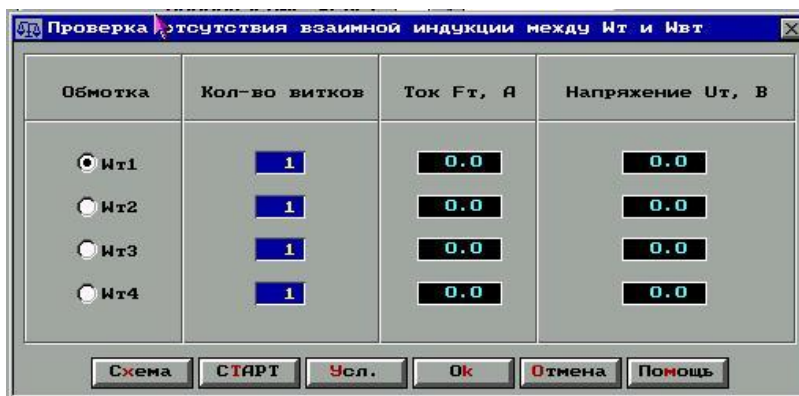 Проверка отсутствия взаимной индукции между Wт и Wвт
Обмотка Кол-во витков Ток Fт, А Напряжение Uт, В
Wт1 1 0.0 0.0
Wт2 1 0.0 0.0
Wт3 1 0.0 0.0
Wт4 1 0.0 0.0
Схема СТАРТ Усл. Ok Отмена Помощь